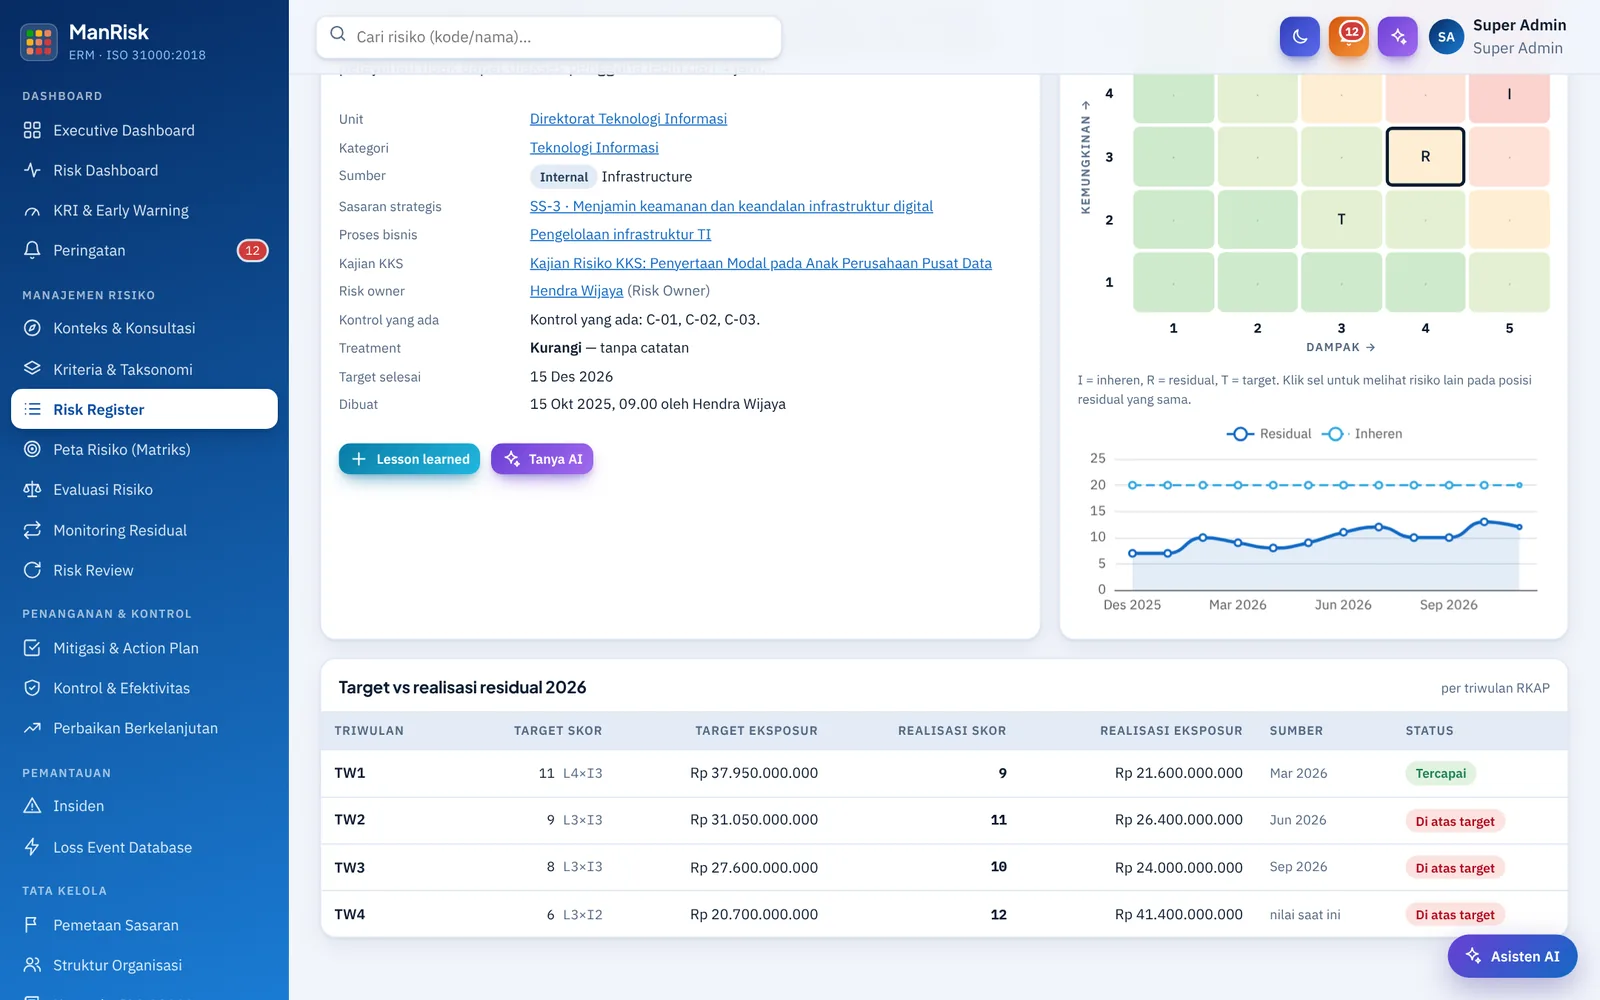 ManRisk
ERM · ISO 31000:2018
DASHBOARD
Executive Dashboard
Risk Dashboard
KRI & Early Warning
Peringatan 12
MANAJEMEN RISIKO
Konteks & Konsultasi
Kriteria & Taksonomi
Risk Register
Peta Risiko (Matriks)
Evaluasi Risiko
Monitoring Residual
Risk Review
PENANGANAN & KONTROL
Mitigasi & Action Plan
Kontrol & Efektivitas
Perbaikan Berkelanjutan
PEMANTAUAN
Insiden
Loss Event Database
TATA KELOLA
Pemetaan Sasaran
Struktur Organisasi
Cari risiko (kode/nama)...
12
SA
Super Admin
Super Admin
Unit Direktorat Teknologi Informasi
Kategori Teknologi Informasi
Sumber Internal Infrastructure
Sasaran strategis SS-3 · Menjamin keamanan dan keandalan infrastruktur digital
Proses bisnis Pengelolaan infrastruktur TI
Kajian KKS Kajian Risiko KKS: Penyertaan Modal pada Anak Perusahaan Pusat Data
Risk owner Hendra Wijaya (Risk Owner)
Kontrol yang ada Kontrol yang ada: C-01, C-02, C-03.
Treatment Kurangi — tanpa catatan
Target selesai 15 Des 2026
Dibuat 15 Okt 2025, 09.00 oleh Hendra Wijaya
+ Lesson learned Tanya AI
KEMUNGKINAN →
4 · · · · I
3 · · · R ·
2 · · T · ·
1 · · · · ·
1 2 3 4 5
DAMPAK →
I = inheren, R = residual, T = target. Klik sel untuk melihat risiko lain pada posisi
residual yang sama.
Residual Inheren
25
20
15
10
5
0
Des 2025 Mar 2026 Jun 2026 Sep 2026
Target vs realisasi residual 2026 per triwulan RKAP
TRIWULAN TARGET SKOR TARGET EKSPOSUR REALISASI SKOR REALISASI EKSPOSUR SUMBER STATUS
TW1 11 L4×I3 Rp 37.950.000.000 9 Rp 21.600.000.000 Mar 2026 Tercapai
TW2 9 L3×I3 Rp 31.050.000.000 11 Rp 26.400.000.000 Jun 2026 Di atas target
TW3 8 L3×I3 Rp 27.600.000.000 10 Rp 24.000.000.000 Sep 2026 Di atas target
TW4 6 L3×I2 Rp 20.700.000.000 12 Rp 41.400.000.000 nilai saat ini Di atas target
Asisten AI